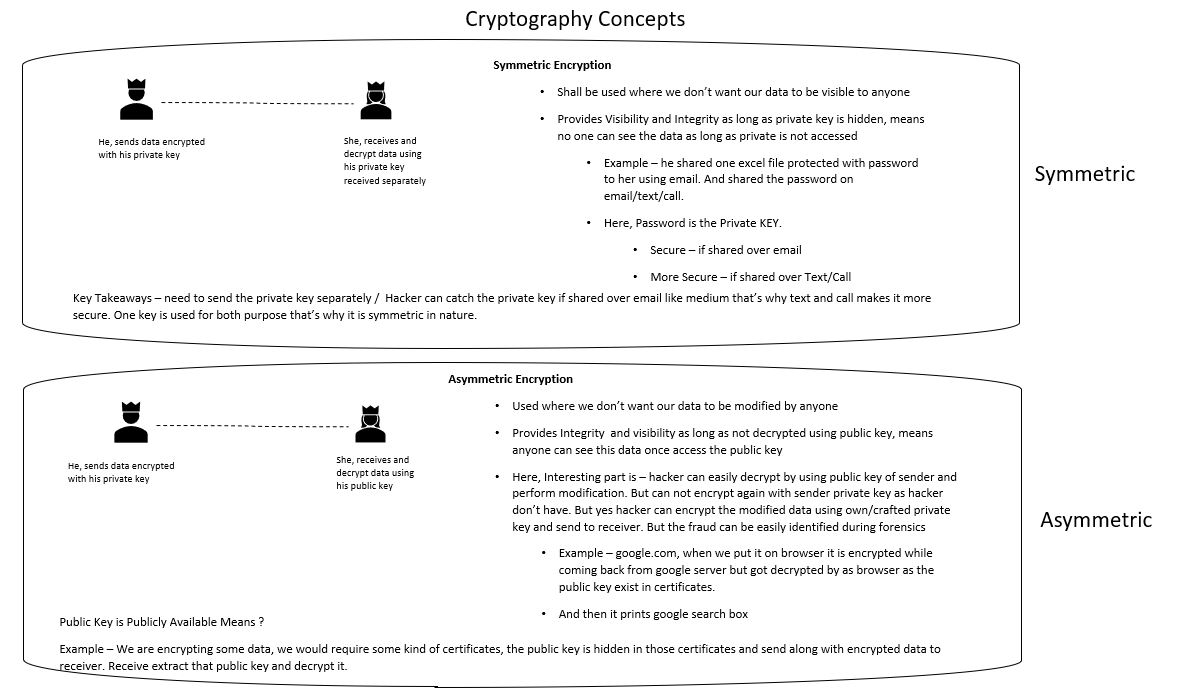 Cryptography Concepts
Symmetric Encryption
• Shall be used where we don’t want our data to be visible to anyone
• Provides Visibility and Integrity as long as private key is hidden, means
no one can see the data as long as private is not accessed
• Example – he shared one excel file protected with password
to her using email. And shared the password on
email/text/call.
• Here, Password is the Private KEY.
• Secure – if shared over email
• More Secure – if shared over Text/Call
He, sends data encrypted
with his private key
She, receives and
decrypt data using
his private key
received separately
Key Takeaways – need to send the private key separately / Hacker can catch the private key if shared over email like medium that’s why text and call makes it more
secure. One key is used for both purpose that’s why it is symmetric in nature.
Symmetric
Asymmetric Encryption
• Used where we don’t want our data to be modified by anyone
• Provides Integrity and visibility as long as not decrypted using public key, means
anyone can see this data once access the public key
• Here, Interesting part is – hacker can easily decrypt by using public key of sender and
perform modification. But can not encrypt again with sender private key as hacker
don’t have. But yes hacker can encrypt the modified data using own/crafted private
key and send to receiver. But the fraud can be easily identified during forensics
• Example – google.com, when we put it on browser it is encrypted while
coming back from google server but got decrypted by as browser as the
public key exist in certificates.
• And then it prints google search box
He, sends data encrypted
with his private key
She, receives and
decrypt data using
his public key
Public Key is Publicly Available Means ?
Example – We are encrypting some data, we would require some kind of certificates, the public key is hidden in those certificates and send along with encrypted data to
receiver. Receive extract that public key and decrypt it.
Asymmetric